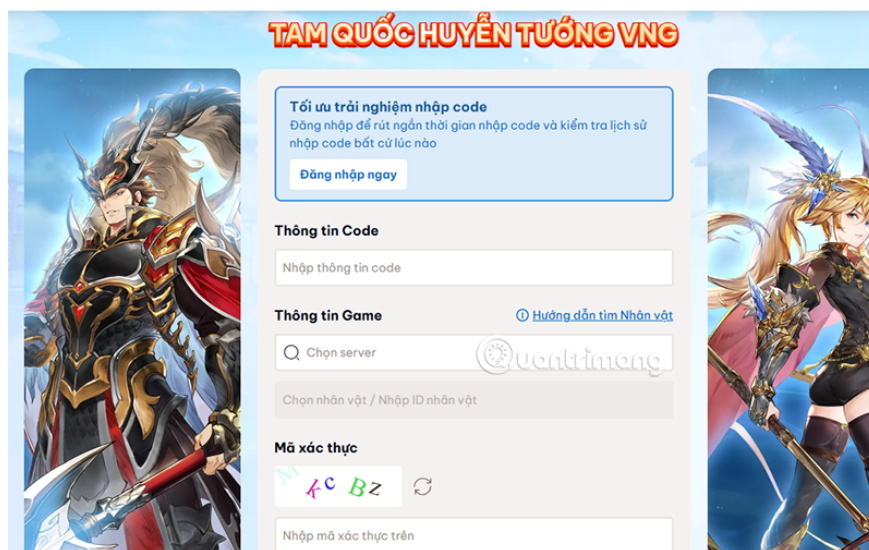 TAM QUỐC HUYỄN TƯỚNG VNG
Tối ưu trải nghiệm nhập code
Đăng nhập để rút ngắn thời gian nhập code và kiểm tra lịch sử
nhập code bất cứ lúc nào
Đăng nhập ngay
Thông tin Code
Nhập thông tin code
Thông tin Game
Hướng dẫn tìm Nhân vật
Chọn server
Quantrimang
Chọn nhân vật / Nhập ID nhân vật
Mã xác thực
M K c B z
Nhập mã xác thực trên